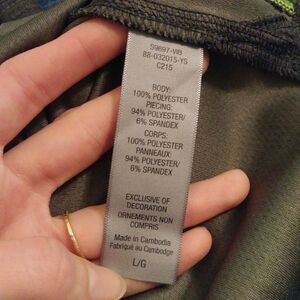 S9697-WB
88-032015-YS
C215
BODY:
100% POLYESTER
PIECING:
94% POLYESTER/
6% SPANDEX
CORPS:
100% POLYESTER
PANNEAUX:
94% POLYESTER/
6% SPANDEX
EXCLUSIVE OF
DECORATION
ORNEMENTS NON
COMPRIS
Made in Cambodia
Fabriqué au Cambodge
L/G